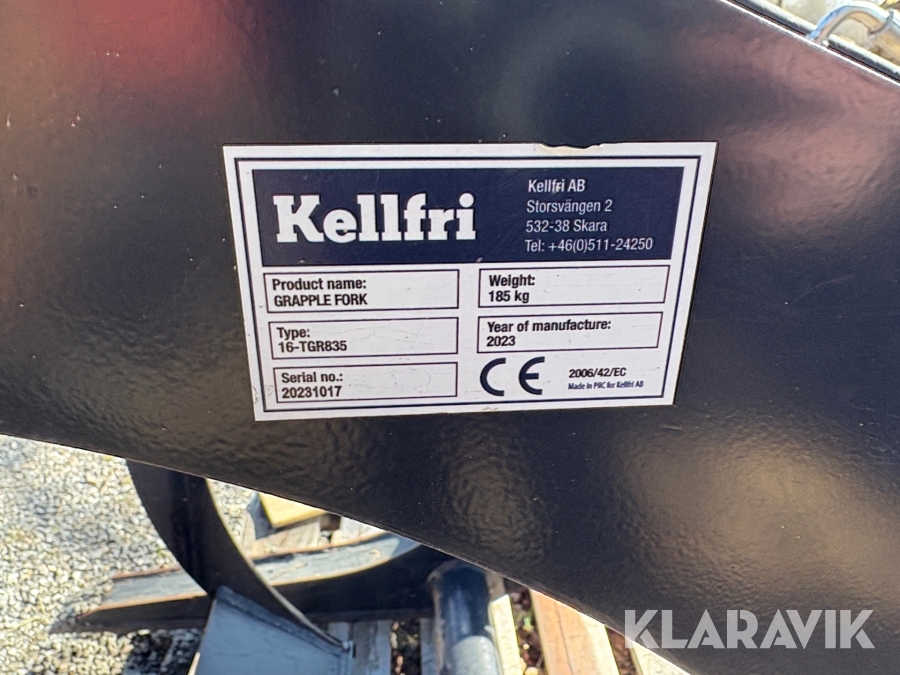 Kellfri
Kellfri AB
Storsvängen 2
532-38 Skara
Tel: +46(0)511-24250
Product name:
GRAPPLE FORK
Weight:
185 kg
Type:
16-TGR835
Year of manufacture:
2023
Serial no.:
20231017
CE
2006/42/EC
Made in PRC for Kellfri AB
KLARAVIK